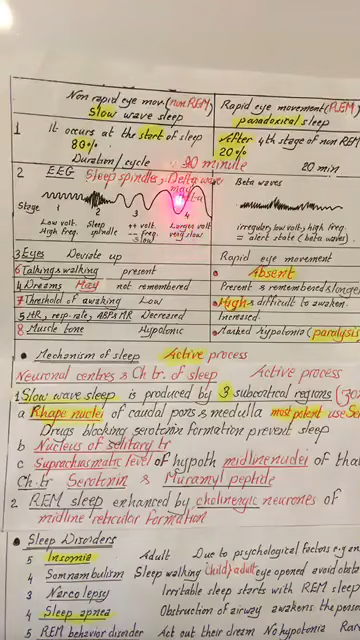 Non rapid eye mov.(non REM)
Slow wave sleep
Rapid eye movement (REM)
paradoxical sleep
1 It occurs at the start of sleep
80%
After 4th stage of non REM
20%
Duration/cycle 90 minute
20 min
2 EEG Sleep spindles, Delta wave
Beta waves
Stage 1 2 3 4
Low volt. High freq.
Sleep spindle
++ volt. -- freq. slow
Larger volt very slow
irregular, low volt, high freq.
= alert state (beta waves)
3 Eyes Deviate up
Rapid eye movement
6 Talking & walking present
Absent
4 Dreams May not remembered
Present & remembered & longer
7 Threshold of awaking Low
High & difficult to awaken
5 HR, resp. rate, ABP & MR Decreased
Increased
8 Muscle tone Hypotonic
Marked hypotonia (paralysis
• Mechanism of sleep Active process
Neuronal centres & Ch tr. of sleep Active process
1 Slow wave sleep is produced by 3 subcortical regions
a Rhape nuclei of caudal pons & medulla most potent use
Drugs blocking serotonin formation prevent sleep
b Nucleus of solitary tr
c Suprachiasmatic level of hypoth midline nuclei of
Ch tr Serotonin & Muramyl peptide
2 REM sleep enhanced by cholinergic neurones of
midline reticular formation
• Sleep Disorders
5 Insomia Adult Due to psychological factors e.g
4 Somnambulism Sleep walking child > adult eye opened avoid
3 Narcolepsy Irritable sleep starts with REM sleep
4 Sleep apnea Obstruction of airway awakens the
5 REM behavior disorder Act out their dream No hypotonia